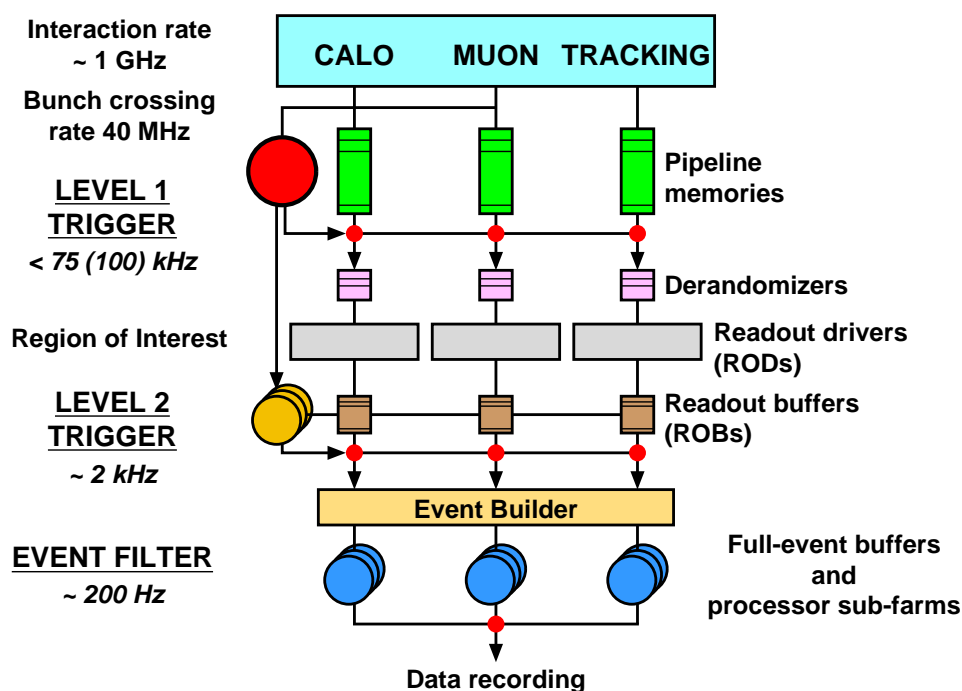 Interaction rate
~ 1 GHz
CALO MUON TRACKING
Bunch crossing
rate 40 MHz
Pipeline
memories
LEVEL 1
TRIGGER
< 75 (100) kHz
Derandomizers
Region of Interest
Readout drivers
(RODs)
LEVEL 2
TRIGGER
~ 2 kHz
Readout buffers
(ROBs)
Event Builder
EVENT FILTER
~ 200 Hz
Full-event buffers
and
processor sub-farms
Data recording